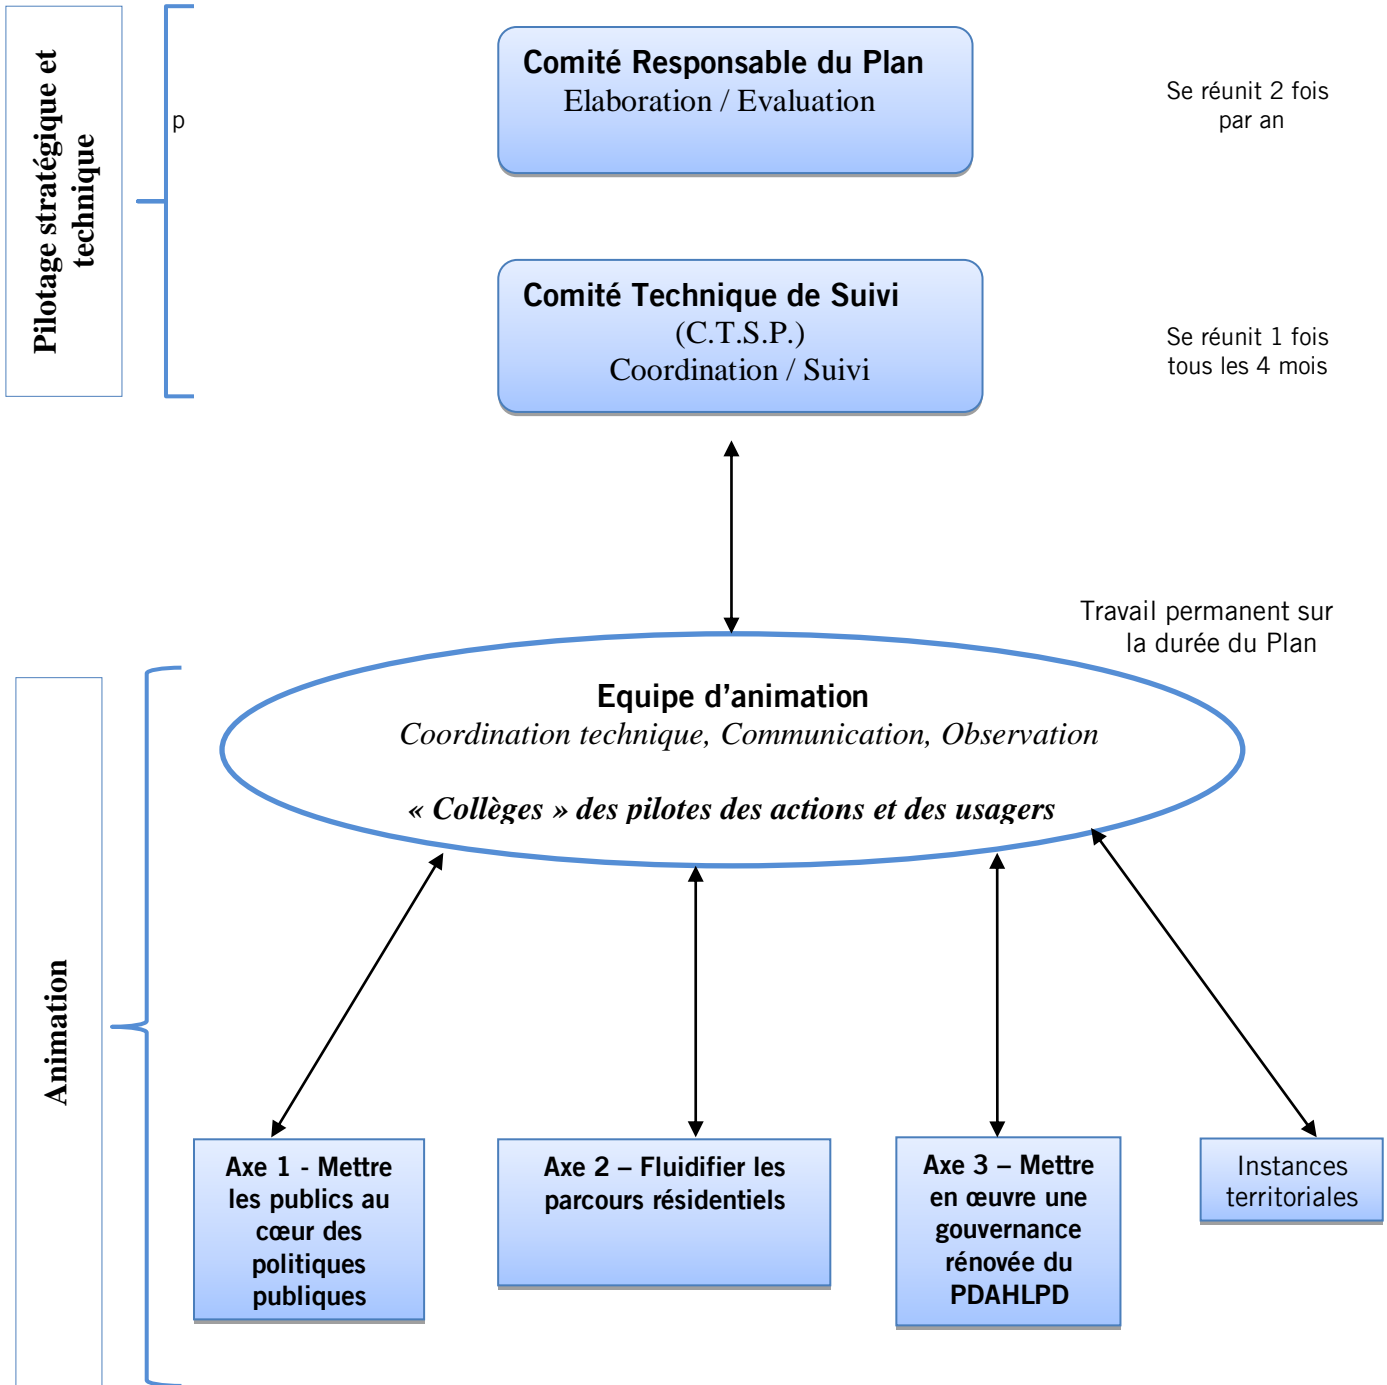 Pilotage stratégique et
technique
p
Comité Responsable du Plan
Elaboration / Evaluation
Se réunit 2 fois
par an
Comité Technique de Suivi
(C.T.S.P.)
Coordination / Suivi
Se réunit 1 fois
tous les 4 mois
Travail permanent sur
la durée du Plan
Animation
Equipe d’animation
Coordination technique, Communication, Observation
« Collèges » des pilotes des actions et des usagers
Axe 1 - Mettre
les publics au
cœur des
politiques
publiques
Axe 2 – Fluidifier les
parcours résidentiels
Axe 3 – Mettre
en œuvre une
gouvernance
rénovée du
PDAHLPD
Instances
territoriales